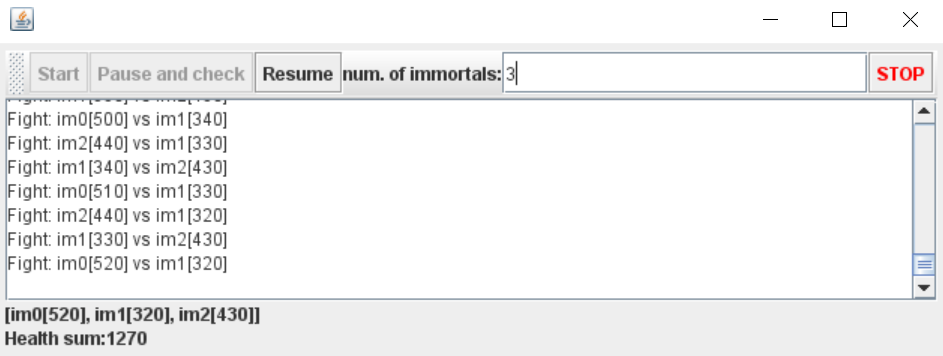 Start Pause and check Resume num. of immortals: 3 STOP
Fight: im0[500] vs im1[340]
Fight: im2[440] vs im1[330]
Fight: im1[340] vs im2[430]
Fight: im0[510] vs im1[330]
Fight: im2[440] vs im1[320]
Fight: im1[330] vs im2[430]
Fight: im0[520] vs im1[320]
[im0[520], im1[320], im2[430]]
Health sum:1270